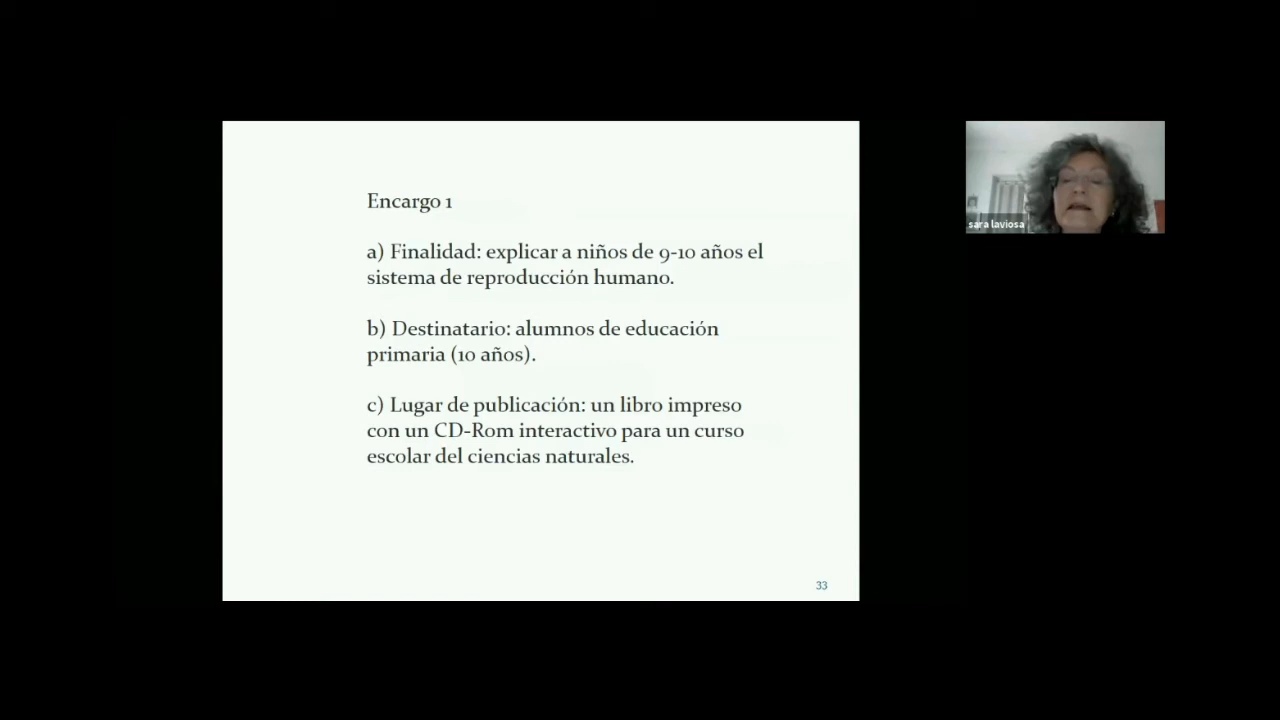 Encargo 1
a) Finalidad: explicar a niños de 9-10 años el
sistema de reproducción humano.
b) Destinatario: alumnos de educación
primaria (10 años).
c) Lugar de publicación: un libro impreso
con un CD-Rom interactivo para un curso
escolar del ciencias naturales.
33
sara laviosa